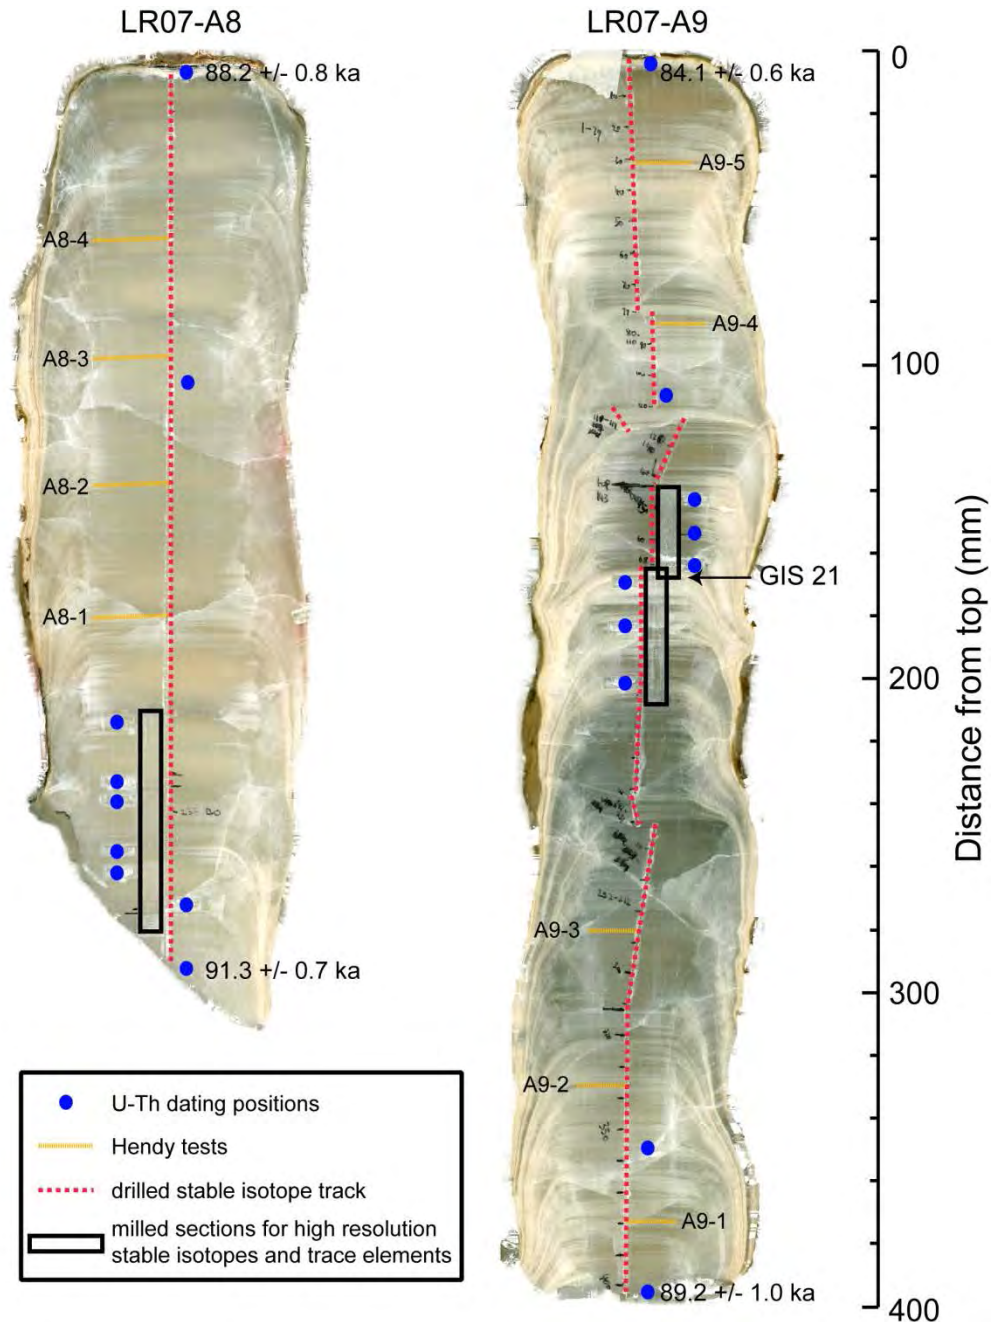 LR07-A8
LR07-A9
88.2 +/- 0.8 ka
84.1 +/- 0.6 ka
0
A9-5
A8-4
A9-4
A8-3
100
A8-2
GIS 21
A8-1
200
Distance from top (mm)
A9-3
91.3 +/- 0.7 ka
300
A9-2
A9-1
89.2 +/- 1.0 ka
400
U-Th dating positions
Hendy tests
drilled stable isotope track
milled sections for high resolution
stable isotopes and trace elements